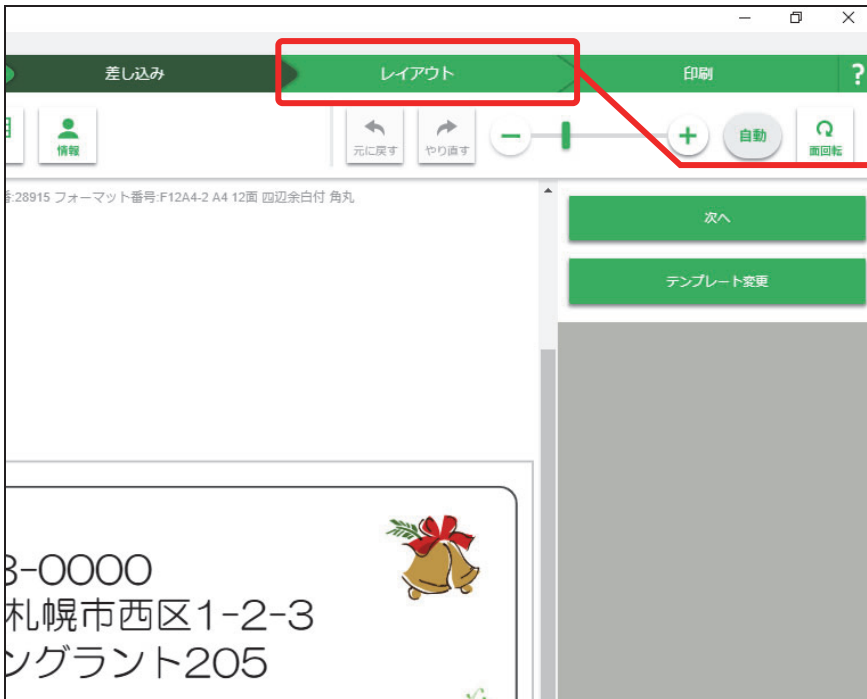 差し込み
レイアウト
印刷
?
情報
元に戻す
やり直す
自動
面回転
:28915 フォーマット番号:F12A4-2 A4 12面 四辺余白付 角丸
次へ
テンプレート変更
3-0000
札幌市西区1-2-3
ングラント205